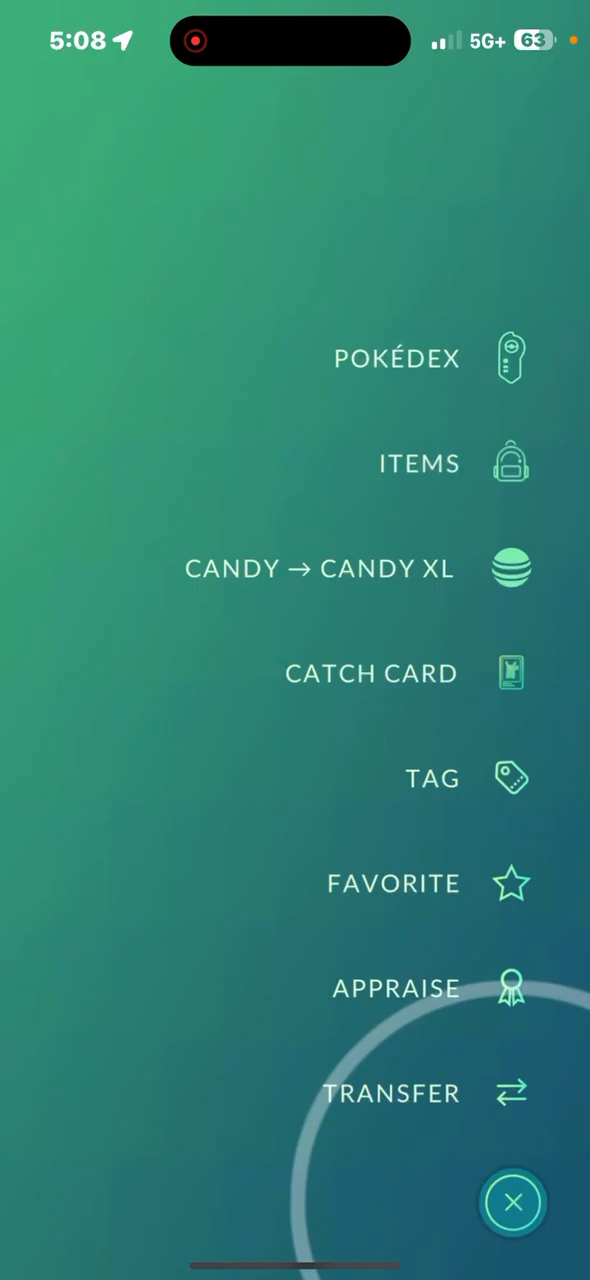 5:08 5G+ 63
POKÉDEX
ITEMS
CANDY → CANDY XL
CATCH CARD
TAG
FAVORITE
APPRAISE
TRANSFER